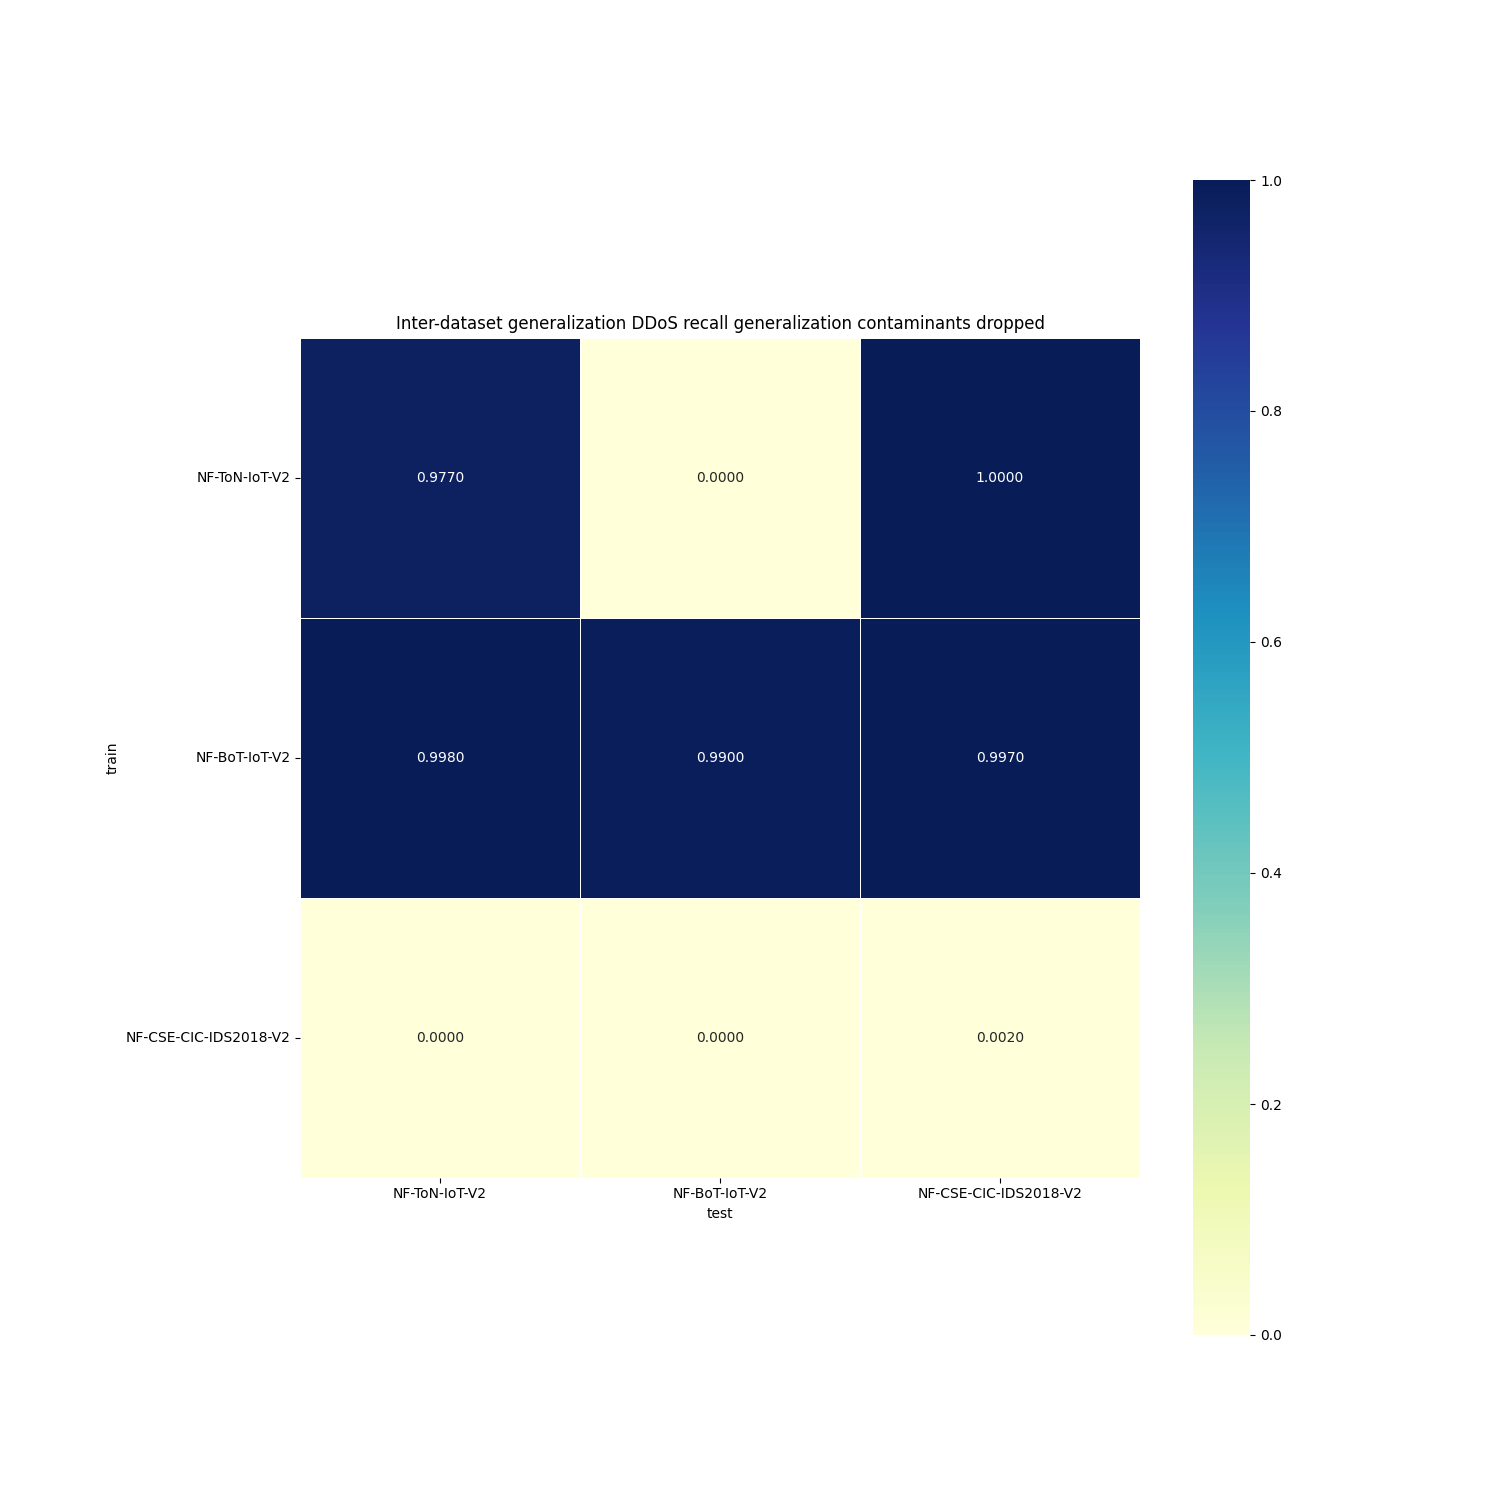 Inter-dataset generalization DDoS recall generalization contaminants dropped
train
NF-ToN-IoT-V2
0.9770 0.0000 1.0000
NF-BoT-IoT-V2
0.9980 0.9900 0.9970
NF-CSE-CIC-IDS2018-V2
0.0000 0.0000 0.0020
NF-ToN-IoT-V2 NF-BoT-IoT-V2 NF-CSE-CIC-IDS2018-V2
test
1.0
0.8
0.6
0.4
0.2
0.0